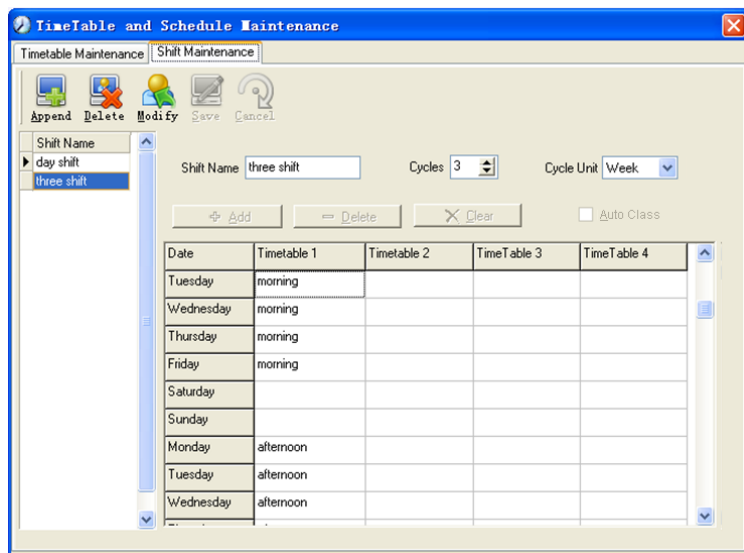 TimeTable and Schedule Maintenance
Timetable Maintenance Shift Maintenance
Append Delete Modify Save Cancel
Shift Name
day shift
three shift
Shift Name three shift Cycles 3 Cycle Unit Week
Add Delete Clear Auto Class
Date Timetable 1 Timetable 2 TimeTable 3 TimeTable 4
Tuesday morning
Wednesday morning
Thursday morning
Friday morning
Saturday
Sunday
Monday afternoon
Tuesday afternoon
Wednesday afternoon